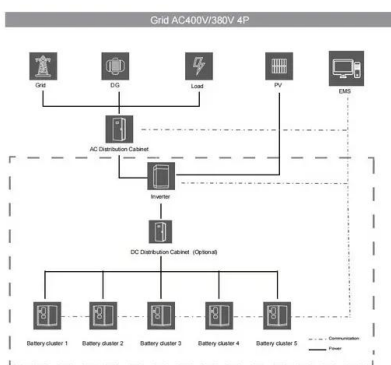 Grid AC400V/380V 4P
Grid DG Load PV EMS
AC Distribution Cabinet
Inverter
DC Distribution Cabinet (Optional)
Battery cluster 1 Battery cluster 2 Battery cluster 3 Battery cluster 4 Battery cluster 5
Communication
Power